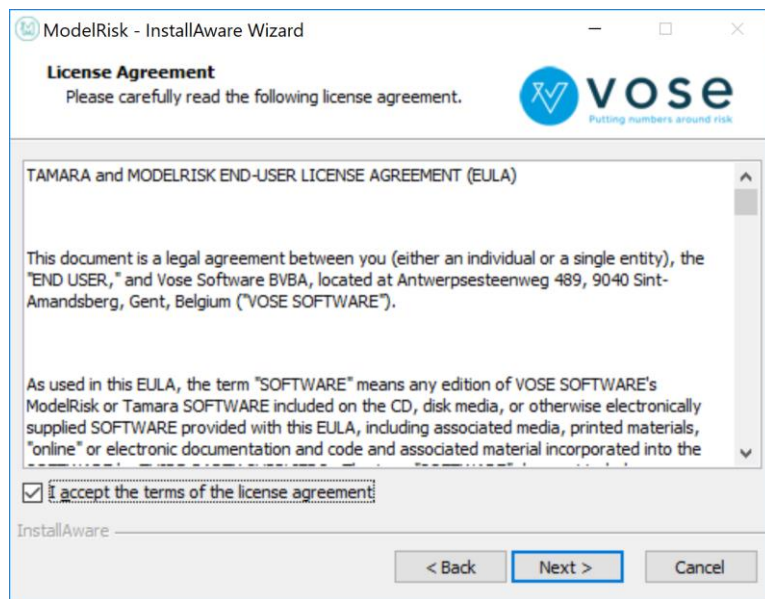 ModelRisk - InstallAware Wizard
License Agreement
Please carefully read the following license agreement.
vose
Putting numbers around risk
TAMARA and MODELRISK END-USER LICENSE AGREEMENT (EULA)
This document is a legal agreement between you (either an individual or a single entity), the
"END USER," and Vose Software BVBA, located at Antwerpsesteenweg 489, 9040 Sint-
Amandsberg, Gent, Belgium ("VOSE SOFTWARE").
As used in this EULA, the term "SOFTWARE" means any edition of VOSE SOFTWARE's
ModelRisk or Tamara SOFTWARE included on the CD, disk media, or otherwise electronically
supplied SOFTWARE provided with this EULA, including associated media, printed materials,
"online" or electronic documentation and code and associated material incorporated into the
I accept the terms of the license agreement
InstallAware
< Back
Next >
Cancel